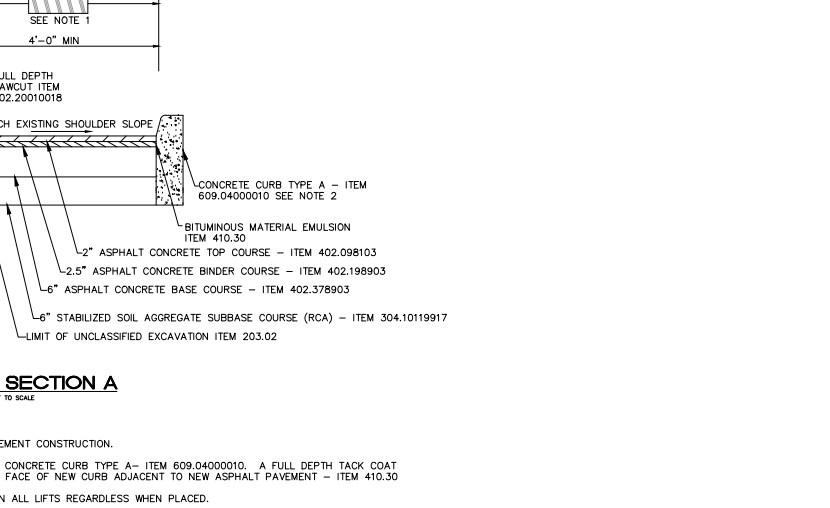 SEE NOTE 1
4'-0" MIN
ULL DEPTH
AWCUT ITEM
02.20010018
CH EXISTING SHOULDER SLOPE
CONCRETE CURB TYPE A – ITEM
609.04000010 SEE NOTE 2
BITUMINOUS MATERIAL EMULSION
ITEM 410.30
2" ASPHALT CONCRETE TOP COURSE – ITEM 402.098103
2.5" ASPHALT CONCRETE BINDER COURSE – ITEM 402.198903
6" ASPHALT CONCRETE BASE COURSE – ITEM 402.378903
6" STABILIZED SOIL AGGREGATE SUBBASE COURSE (RCA) – ITEM 304.10119917
LIMIT OF UNCLASSIFIED EXCAVATION ITEM 203.02
SECTION A
T TO SCALE
EMENT CONSTRUCTION.
CONCRETE CURB TYPE A– ITEM 609.04000010. A FULL DEPTH TACK COAT
FACE OF NEW CURB ADJACENT TO NEW ASPHALT PAVEMENT – ITEM 410.30
N ALL LIFTS REGARDLESS WHEN PLACED.